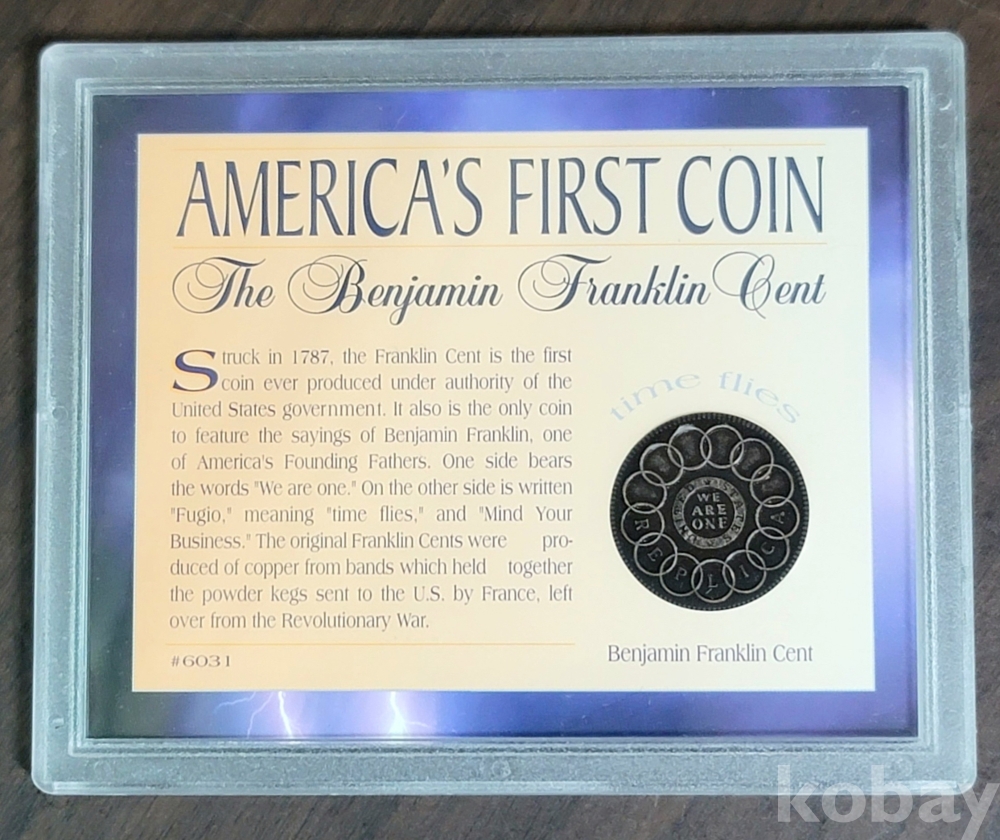 AMERICA'S FIRST COIN
The Benjamin Franklin Cent
Struck in 1787, the Franklin Cent is the first
coin ever produced under authority of the
United States government. It also is the only coin
to feature the sayings of Benjamin Franklin, one
of America's Founding Fathers. One side bears
the words "We are one." On the other side is written
"Fugio," meaning "time flies," and "Mind Your
Business." The original Franklin Cents were pro-
duced of copper from bands which held together
the powder kegs sent to the U.S. by France, left
over from the Revolutionary War.
#6031
time flies
WE
ARE
ONE
REPLICA
Benjamin Franklin Cent
kobay